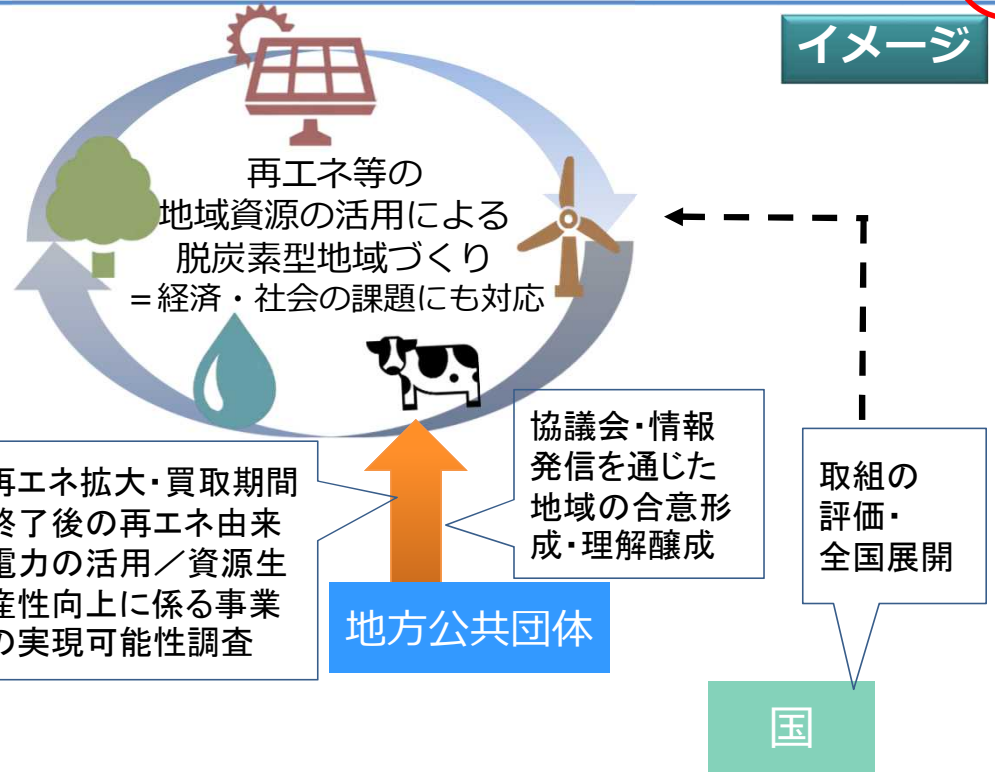 イメージ
再エネ等の
地域資源の活用による
脱炭素型地域づくり
=経済・社会の課題にも対応
再エネ拡大・買取期間
終了後の再エネ由来
電力の活用／資源生
産性向上に係る事業
の実現可能性調査
協議会・情報
発信を通じた
地域の合意形
成・理解醸成
取組の
評価・
全国展開
地方公共団体
国